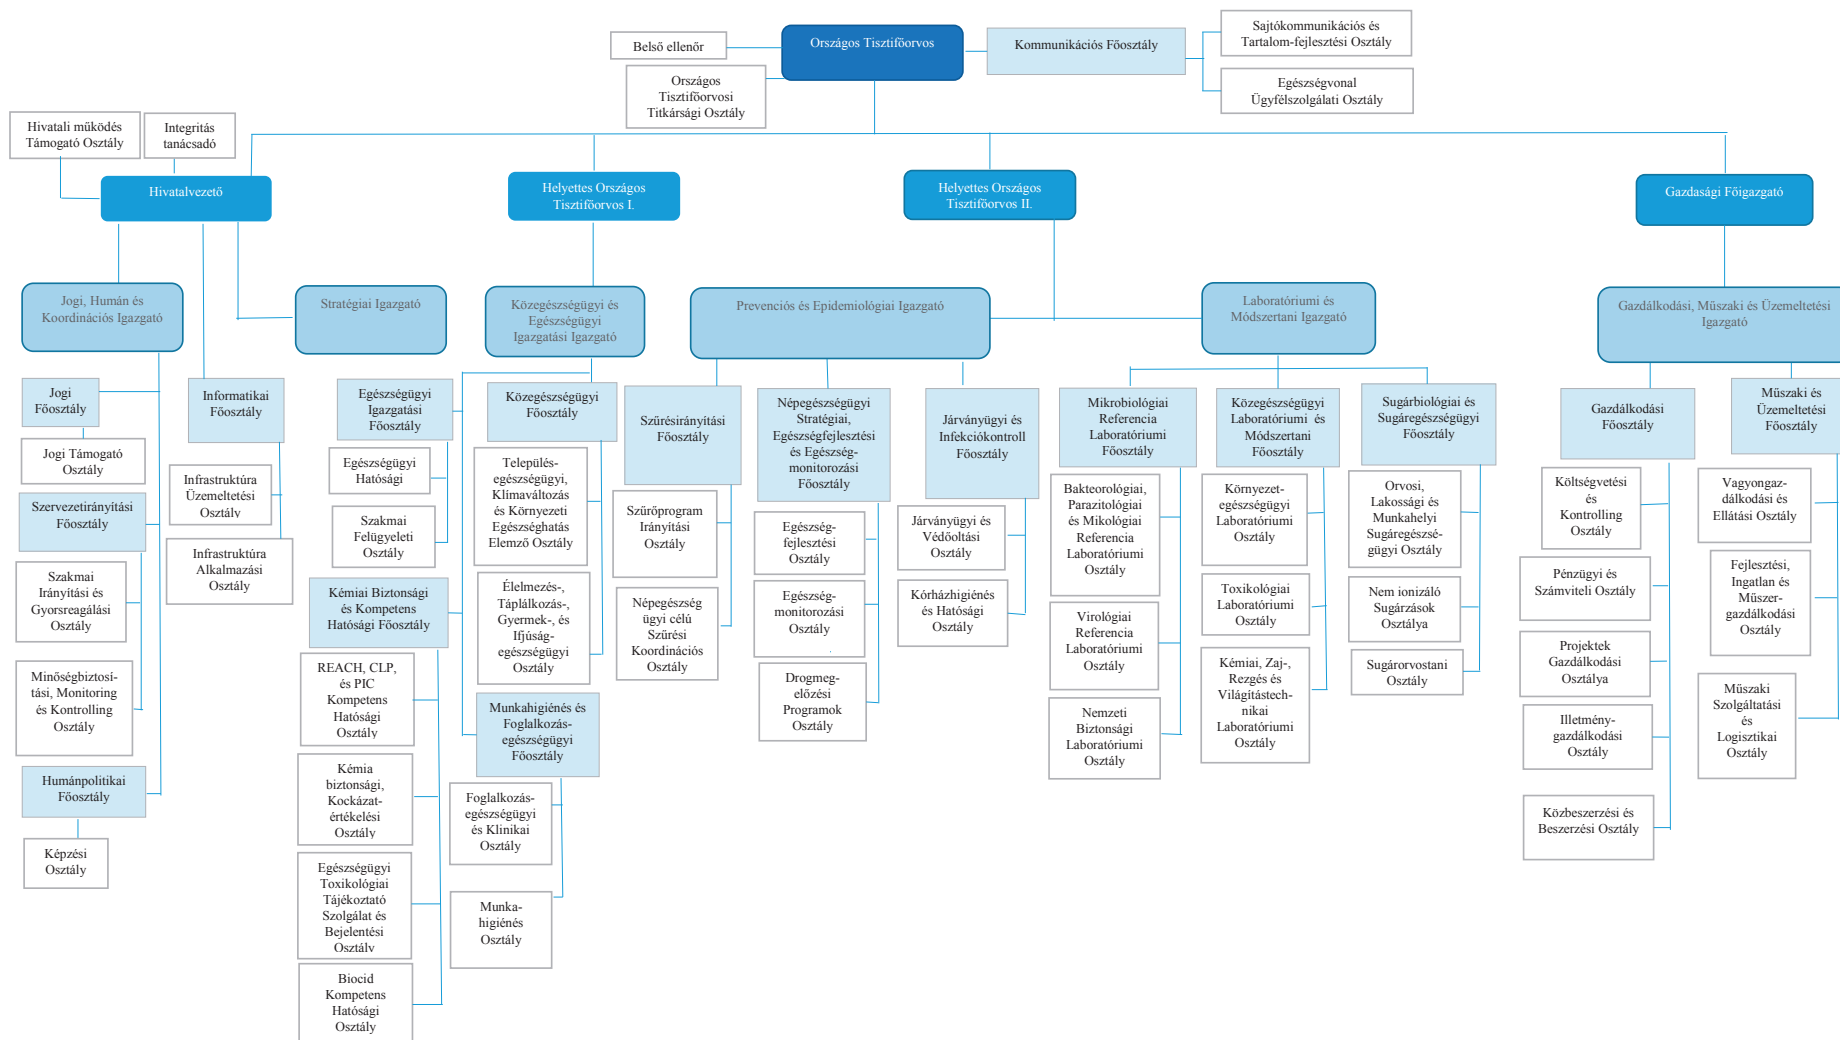 Országos Tisztifőorvos
Belső ellenőr
Országos
Tisztifőorvosi
Titkársági Osztály
Kommunikációs Főosztály
Sajtókommunikációs és
Tartalom-fejlesztési Osztály
Egészségvonal
Ügyfélszolgálati Osztály
Hivatali működés
Támogató Osztály
Integritás
tanácsadó
Hivatalvezető
Helyettes Országos
Tisztifőorvos I.
Helyettes Országos
Tisztifőorvos II.
Gazdasági Főigazgató
Jogi, Humán és
Koordinációs Igazgató
Stratégiai Igazgató
Közegészségügyi és
Egészségügyi
Igazgatási Igazgató
Prevenciós és Epidemiológiai Igazgató
Laboratóriumi és
Módszertani Igazgató
Gazdálkodási, Műszaki és Üzemeltetési
Igazgató
Jogi
Főosztály
Jogi Támogató
Osztály
Szervezetirányítási
Főosztály
Szakmai
Irányítási és
Gyorsreagálási
Osztály
Minőségbiztosí-
tási, Monitoring
és Kontrolling
Osztály
Humánpolitikai
Főosztály
Képzési
Osztály
Informatikai
Főosztály
Infrastruktúra
Üzemeltetési
Osztály
Infrastruktúra
Alkalmazási
Osztály
Egészségügyi
Igazgatási
Főosztály
Egészségügyi
Hatósági
Szakmai
Felügyeleti
Osztály
Kémiai Biztonsági
és Kompetens
Hatósági Főosztály
REACH, CLP,
és PIC
Kompetens
Hatósági
Osztály
Kémia
biztonsági,
Kockázat-
értékelési
Osztály
Egészségügyi
Toxikológiai
Tájékoztató
Szolgálat és
Bejelentési
Osztály
Biocid
Kompetens
Hatósági
Osztály
Közegészségügyi
Főosztály
Település-
egészségügyi,
Klímaváltozás
és Környezeti
Egészséghatás
Elemző Osztály
Élelmezés-,
Táplálkozás-,
Gyermek-, és
Ifjúság-
egészségügyi
Osztály
Munkahigiénés és
Foglalkozás-
egészségügyi
Főosztály
Foglalkozás-
egészségügyi
és Klinikai
Osztály
Munka-
higiénés
Osztály
Szűrésirányítási
Főosztály
Szűrőprogram
Irányítási
Osztály
Népegészség
ügyi célú
Szűrési
Koordinációs
Osztály
Népegészségügyi
Stratégiai,
Egészségfejlesztési
és Egészség-
monitorozási
Főosztály
Egészség-
fejlesztési
Osztály
Egészség-
monitorozási
Osztály
.
Drogmeg-
előzési
Programok
Osztály
Járványügyi és
Infekciókontroll
Főosztály
Járványügyi és
Védőoltási
Osztály
Kórházhigiénés
és Hatósági Osztály
Mikrobiológiai
Referencia
Laboratóriumi
Főosztály
Bakteorológiai,
Parazitológiai
és Mikológiai
Referencia
Laboratóriumi
Osztály
Virológiai
Referencia
Laboratóriumi
Osztály
Nemzeti
Biztonsági
Laboratóriumi
Osztály
Közegészségügyi
Laboratóriumi és
Módszertani
Főosztály
Környezet-
egészségügyi
Laboratóriumi
Osztály
Toxikológiai
Laboratóriumi
Osztály
Kémiai, Zaj-,
Rezgés és
Világítástech-
nikai
Laboratóriumi
Osztály
Sugárbiológiai és
Sugáregészségügyi
Főosztály
Orvosi,
Lakossági és
Munkahelyi
Sugáregészsé-
gügyi Osztály
Nem ionizáló
Sugárzások
Osztálya
Sugárorvostani
Osztály
Gazdálkodási
Főosztály
Költségvetési
és
Kontrolling
Osztály
Pénzügyi és
Számviteli Osztály
Projektek
Gazdálkodási
Osztálya
Illetmény-
gazdálkodási
Osztály
Közbeszerzési és
Beszerzési Osztály
Műszaki és
Üzemeltetési
Főosztály
Vagyongaz-
dálkodási és
Ellátási Osztály
Fejlesztési,
Ingatlan és
Műszer-
gazdálkodási
Osztály
Műszaki
Szolgáltatási
és
Logisztikai
Osztály